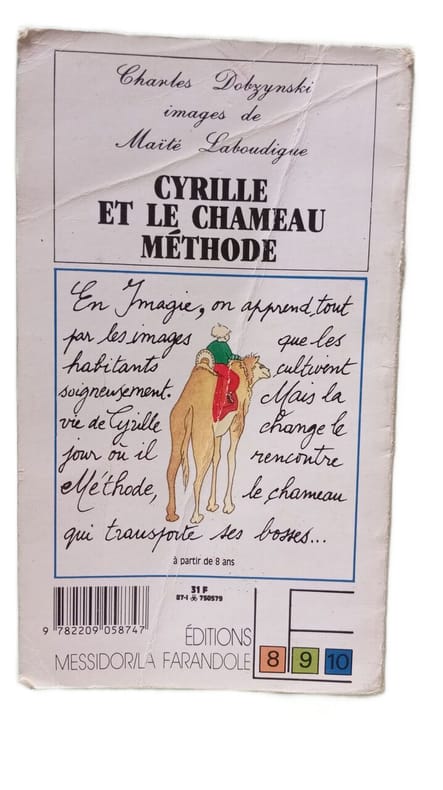 Charles Dobzynski
images de
Maïté Laboudigue
CYRILLE
ET LE CHAMEAU
MÉTHODE
En Imagie, on apprend tout
par les images que les
habitants cultivent
soigneusement. Mais la
vie de Cyrille change le
jour où il rencontre
Méthode, le chameau
qui transporte ses bosses...
à partir de 8 ans
31 F
87-I 750579
9 782209 058747
ÉDITIONS
MESSIDOR/LA FARANDOLE
8 9 10